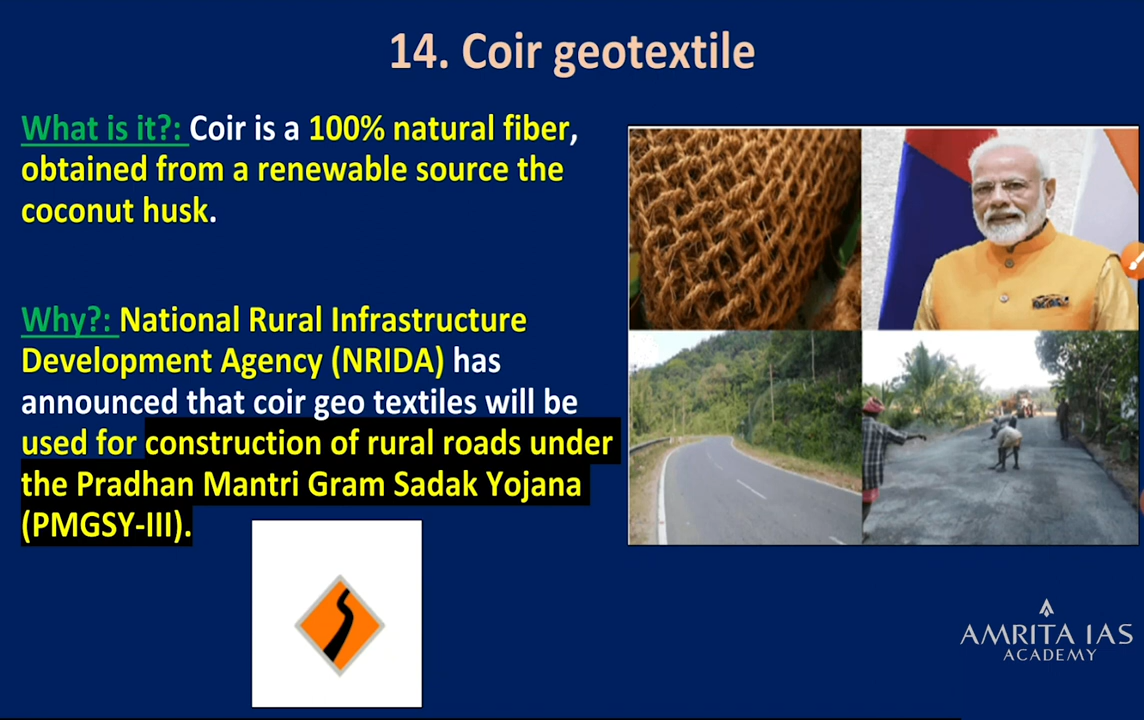 14. Coir geotextile
What is it?: Coir is a 100% natural fiber,
obtained from a renewable source the
coconut husk.
Why?: National Rural Infrastructure
Development Agency (NRIDA) has
announced that coir geo textiles will be
used for construction of rural roads under
the Pradhan Mantri Gram Sadak Yojana
(PMGSY-III).
AMRITA IAS
ACADEMY